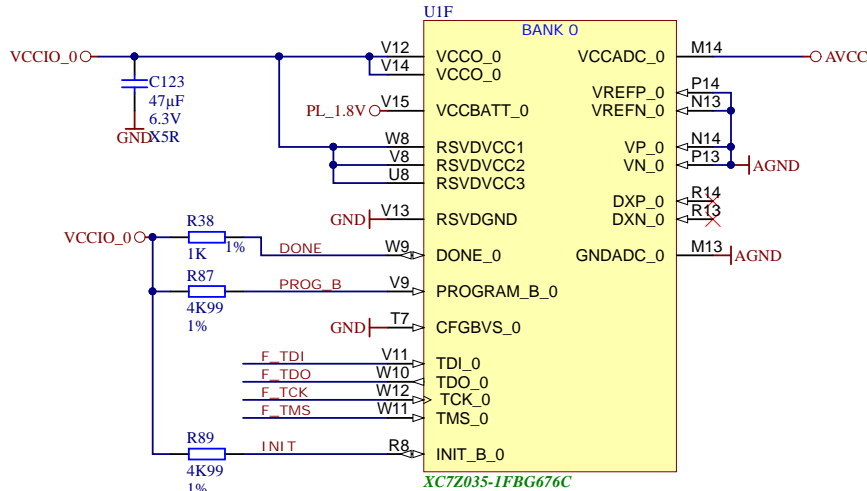 U1F
BANK 0
VCCIO_0
V12 VCCO_0 VCCADC_0 M14 AVCC
V14 VCCO_0
C123
47µF
6.3V
X5R
GND
VREFP_0 P14
PL_1.8V V15 VCCBATT_0 VREFN_0 N13
W8 RSVDVCC1 VP_0 N14
V8 RSVDVCC2 VN_0 P13 AGND
U8 RSVDVCC3
DXP_0 R14
GND V13 RSVDGND DXN_0 R13
VCCIO_0
R38
1K
1%
DONE W9 DONE_0 GNDADC_0 M13 AGND
R87
4K99
1%
PROG_B V9 PROGRAM_B_0
GND T7 CFGBVS_0
F_TDI V11 TDI_0
F_TDO W10 TDO_0
F_TCK W12 TCK_0
F_TMS W11 TMS_0
R89
4K99
1%
INIT R8 INIT_B_0
XC7Z035-1FBG676C